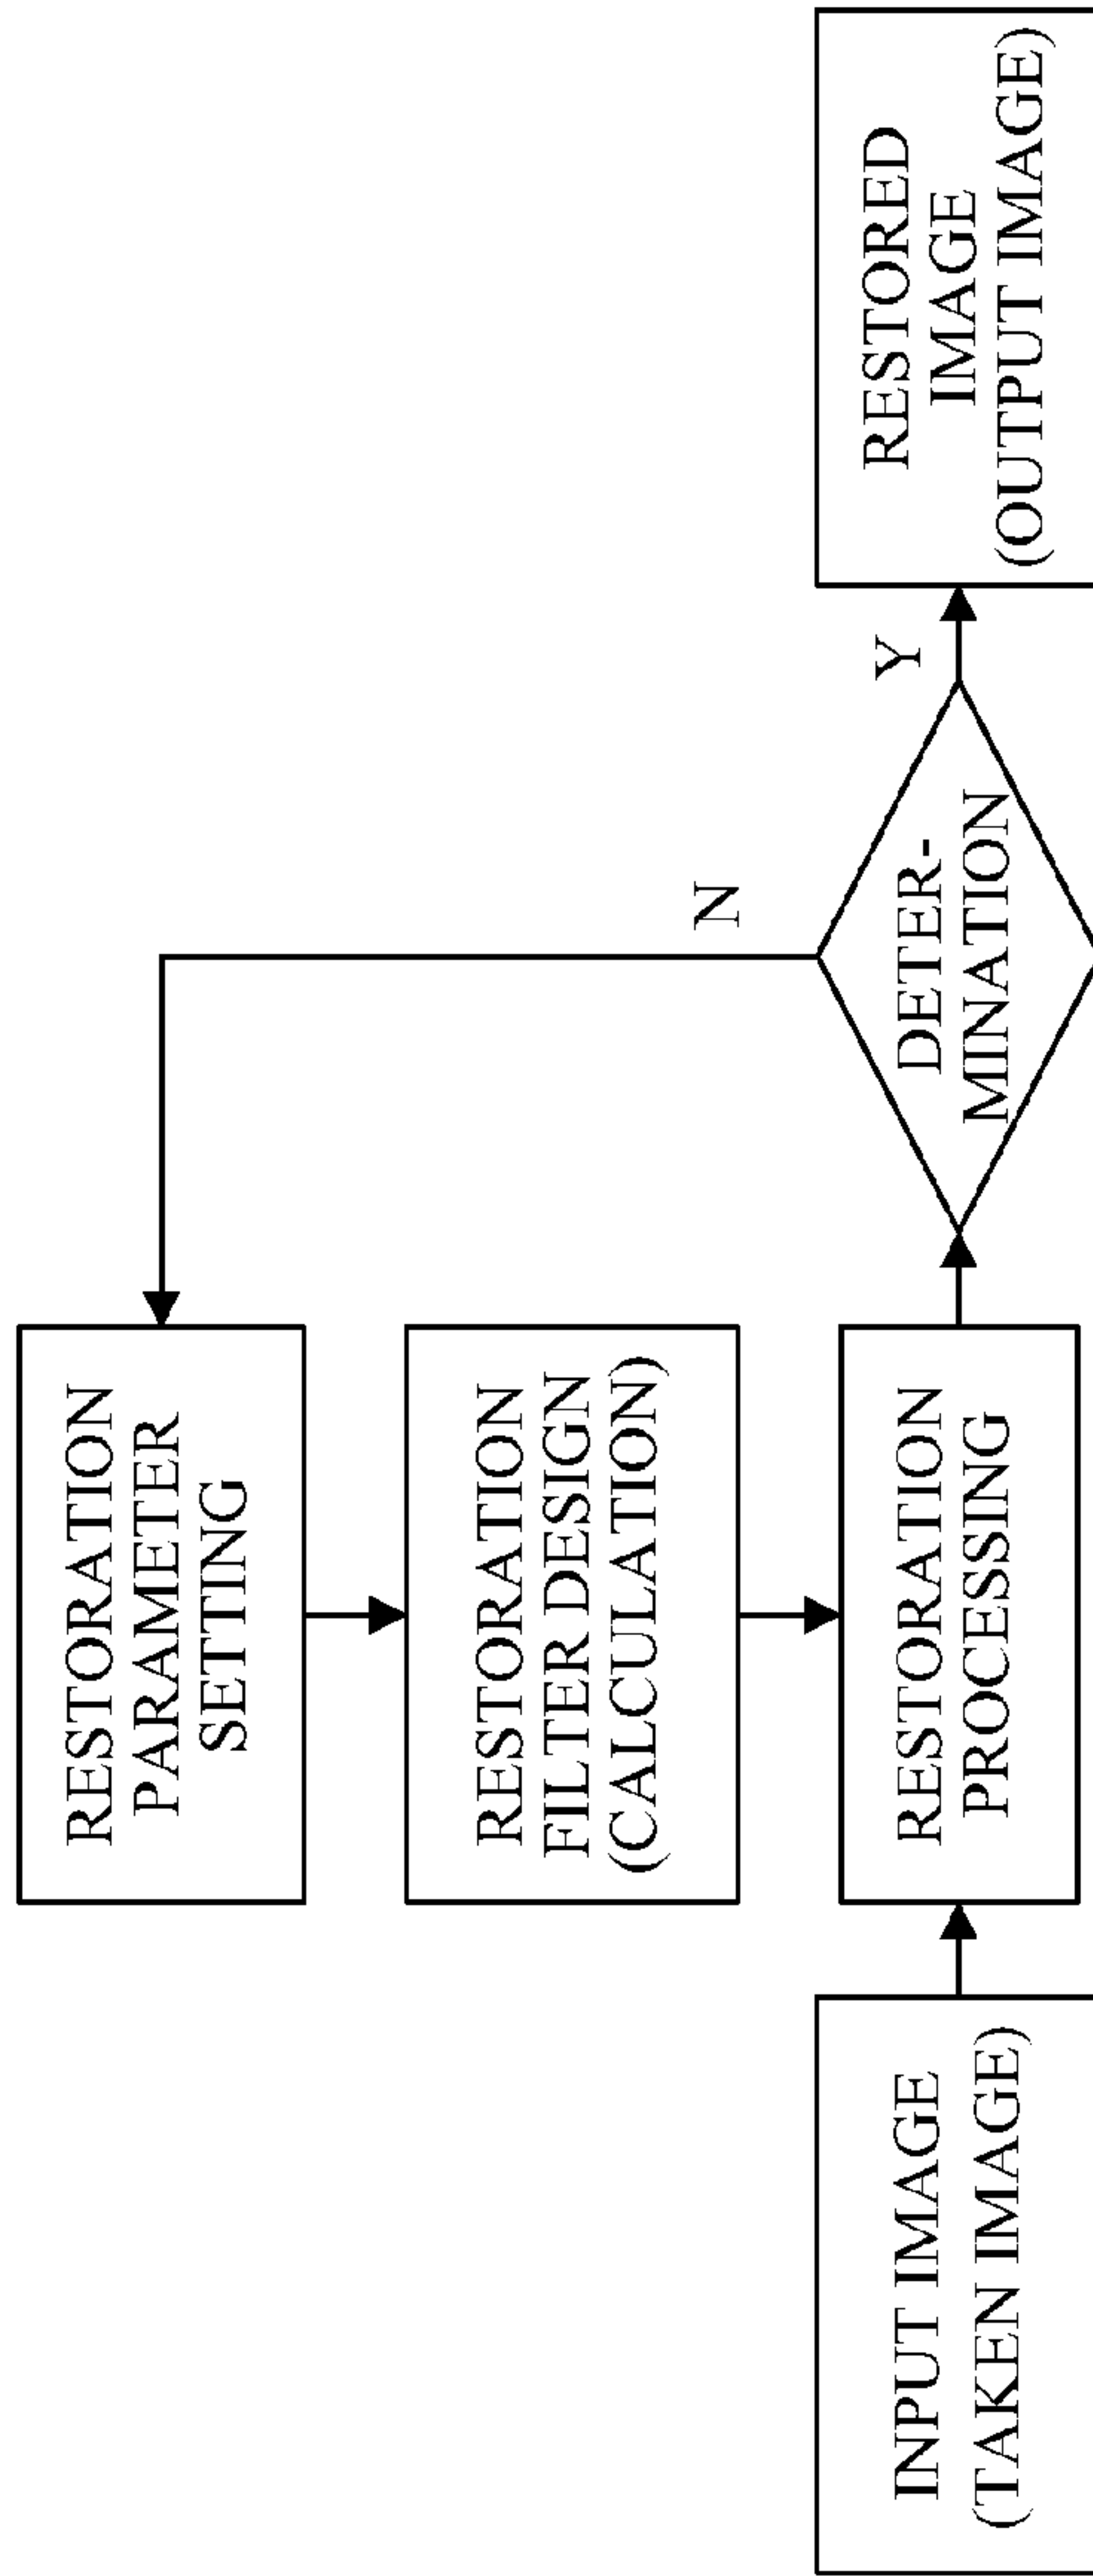 RESTORATION
PARAMETER
SETTING
RESTORATION
FILTER DESIGN
(CALCULATION)
N
INPUT IMAGE
(TAKEN IMAGE)
RESTORATION
PROCESSING
DETER-
MINATION
Y
RESTORED
IMAGE
(OUTPUT IMAGE)